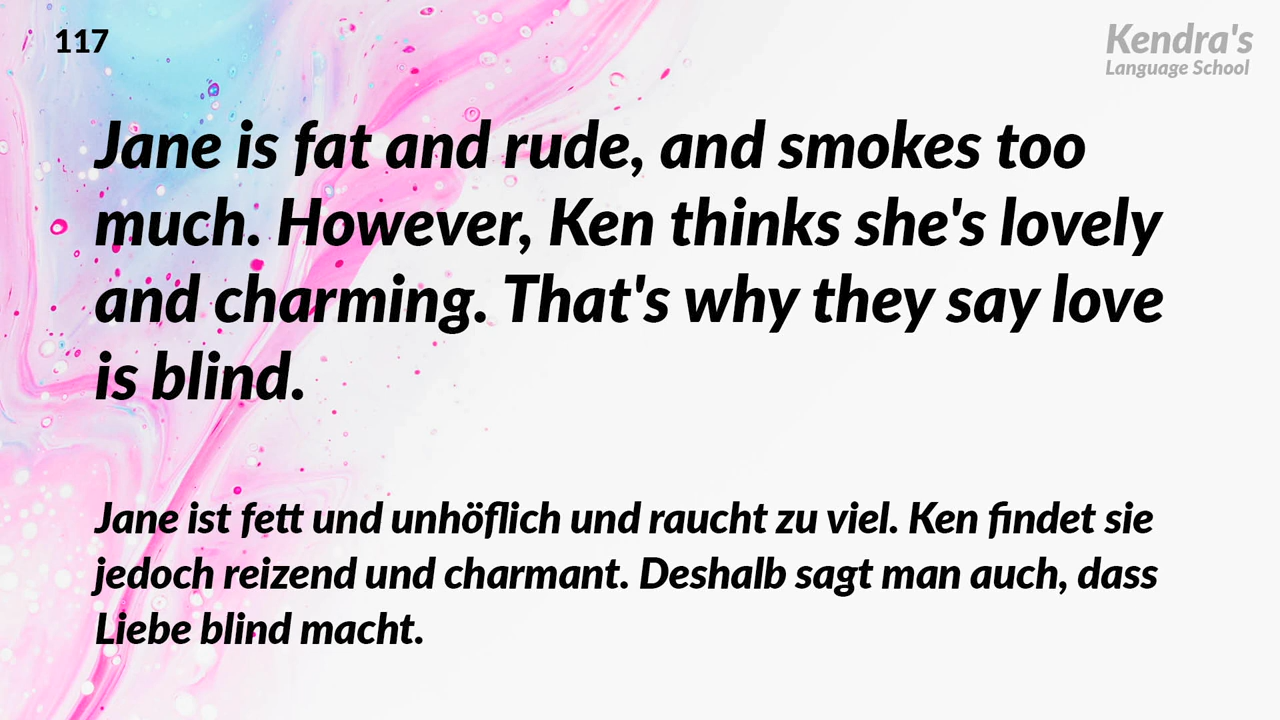 117
Kendra's
Language School
Jane is fat and rude, and smokes too
much. However, Ken thinks she's lovely
and charming. That's why they say love
is blind.
Jane ist fett und unhöflich und raucht zu viel. Ken findet sie
jedoch reizend und charmant. Deshalb sagt man auch, dass
Liebe blind macht.